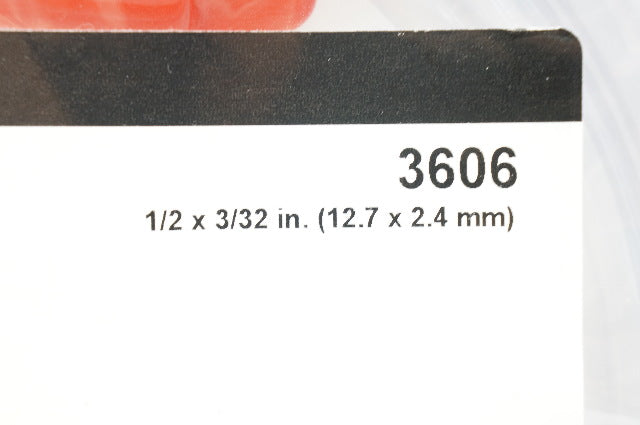 3606
1/2 x 3/32 in. (12.7 x 2.4 mm)